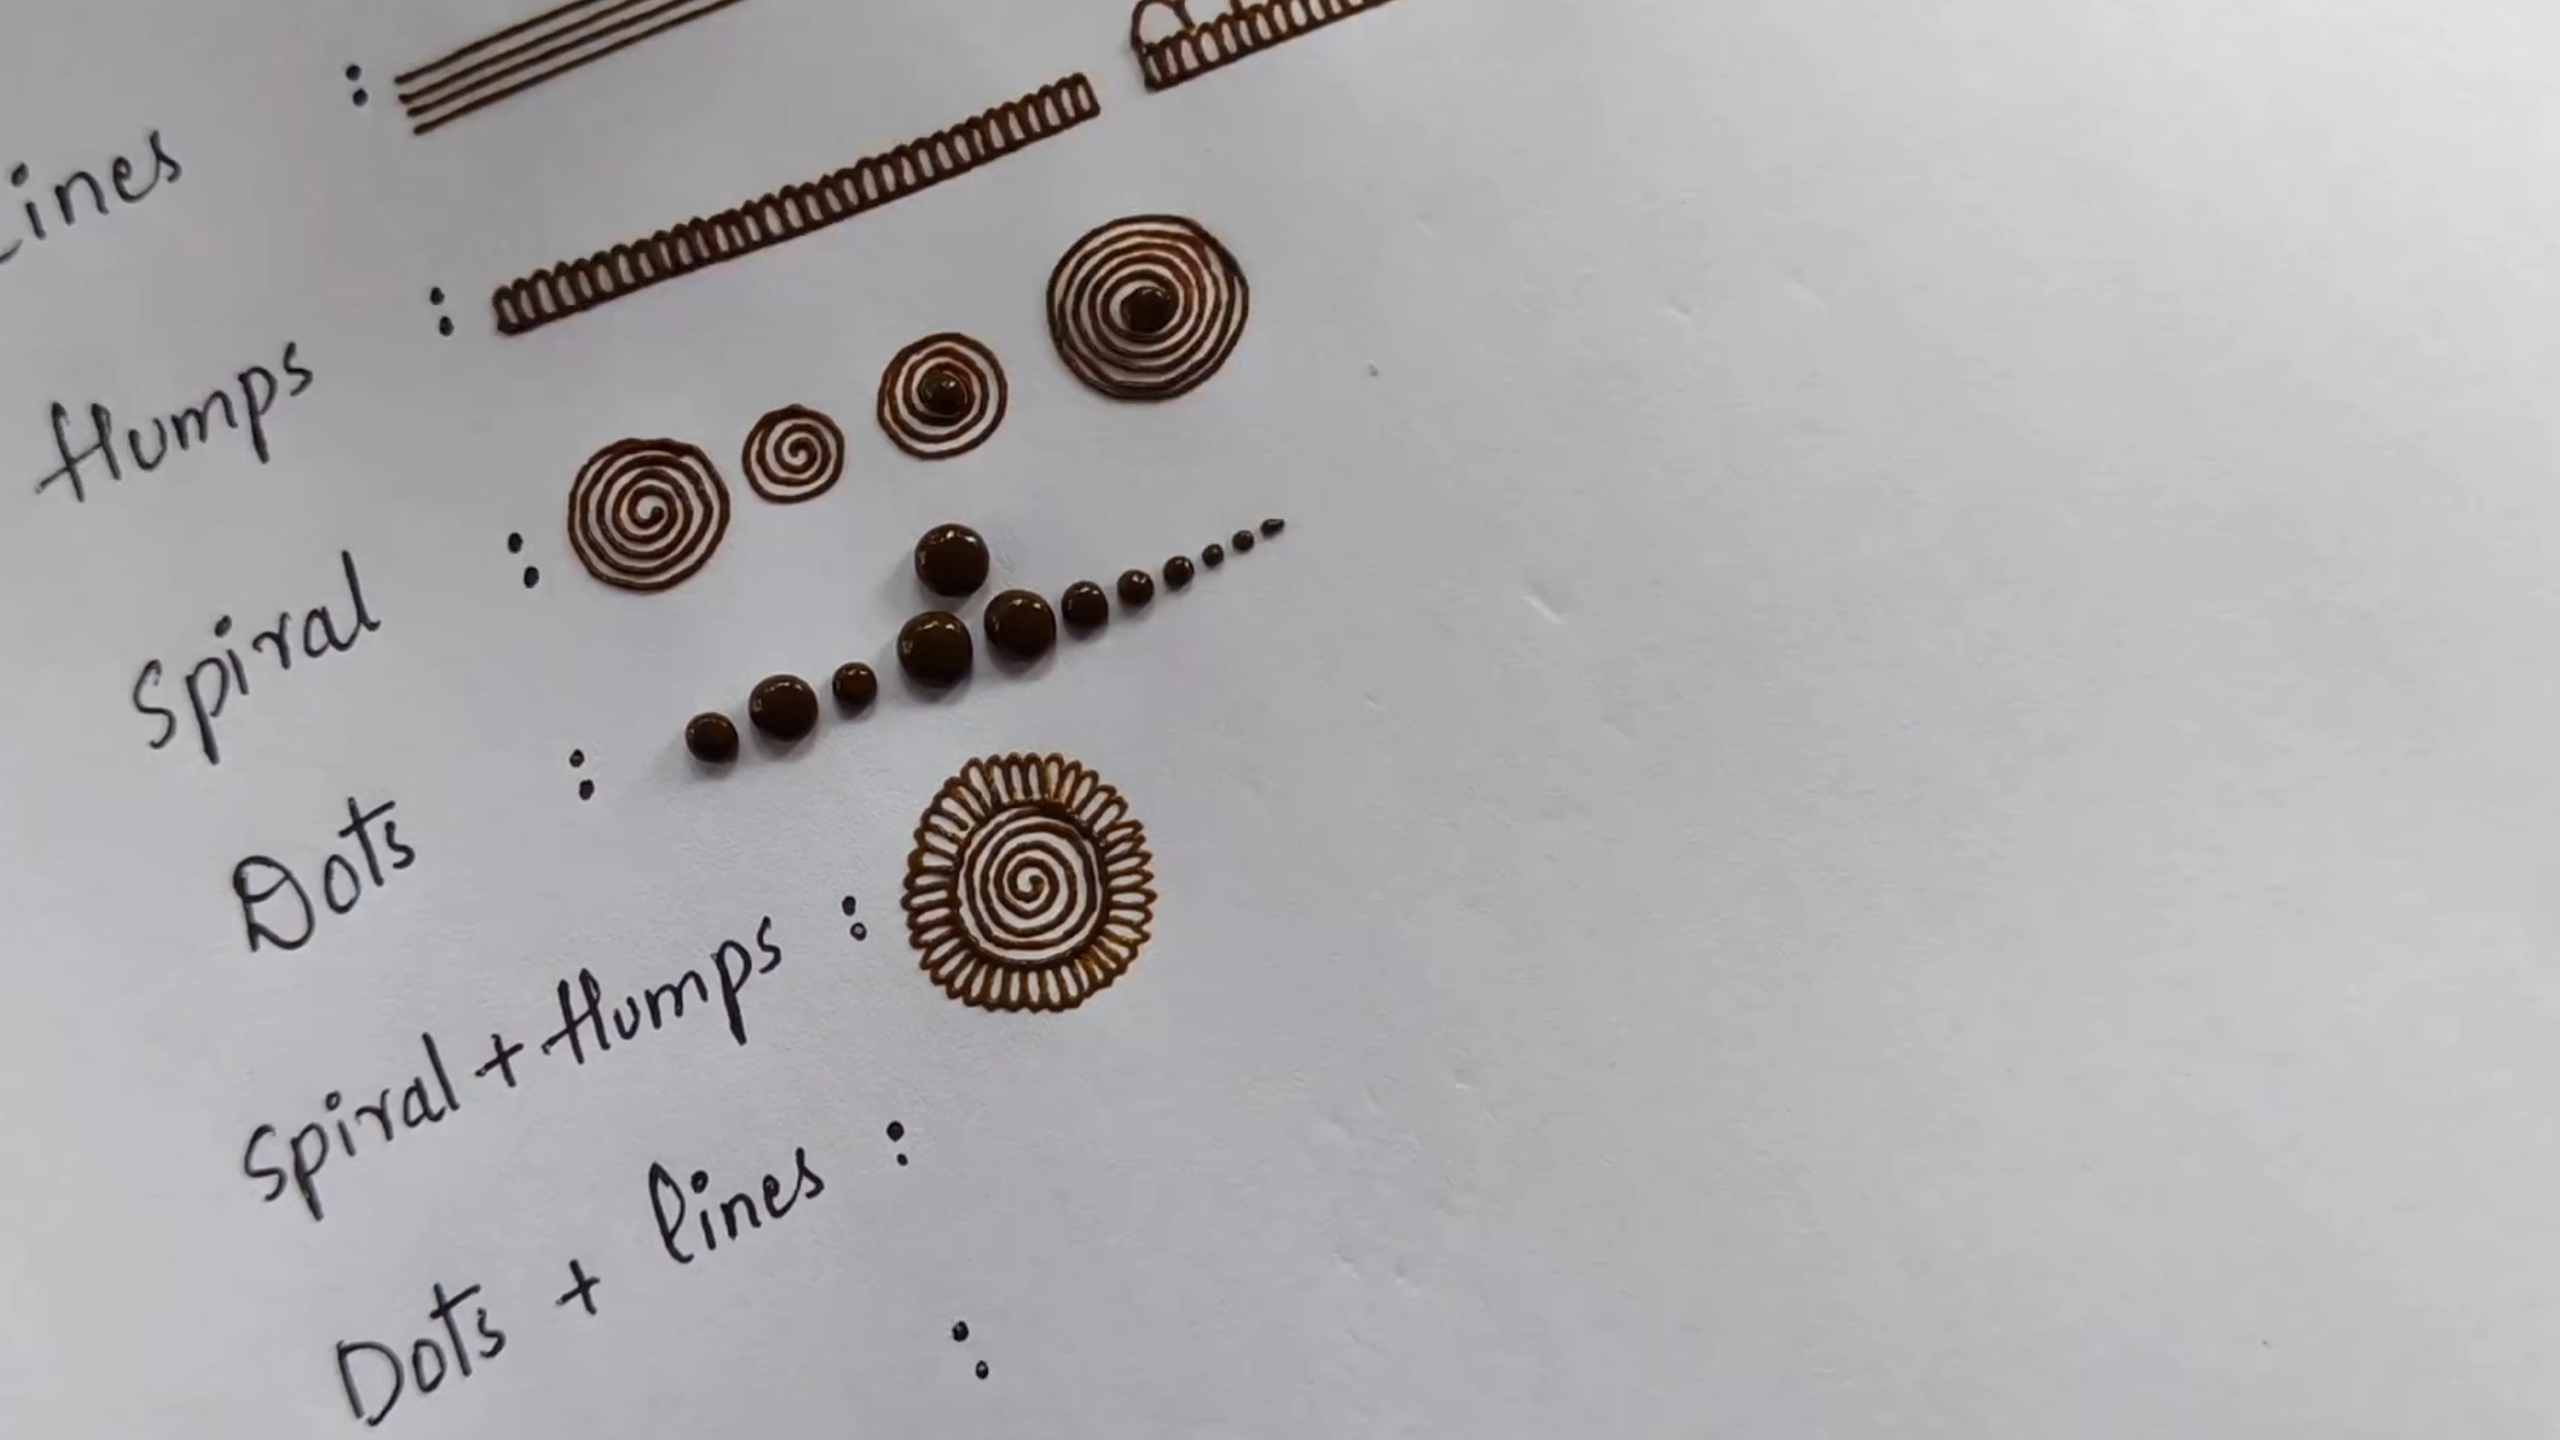 Lines :
Humps :
Spiral :
Dots :
Spiral + Humps :
Dots + lines :
: